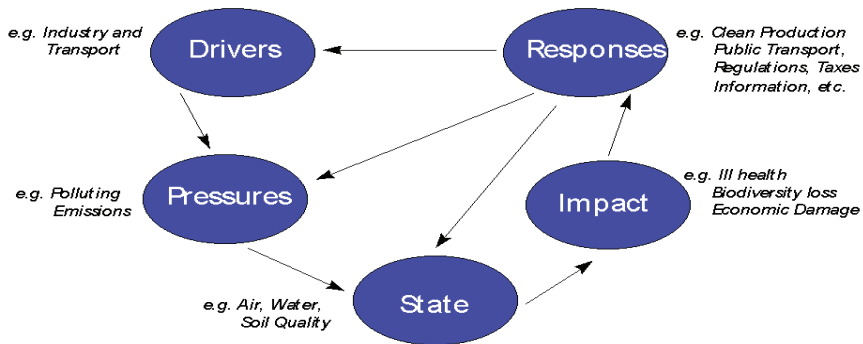 e.g. Industry and
Transport
Drivers
Responses
e.g. Clean Production
Public Transport,
Regulations, Taxes
Information, etc.
e.g. Polluting
Emissions
Pressures
Impact
e.g. Ill health
Biodiversity loss
Economic Damage
e.g. Air, Water,
Soil Quality
State